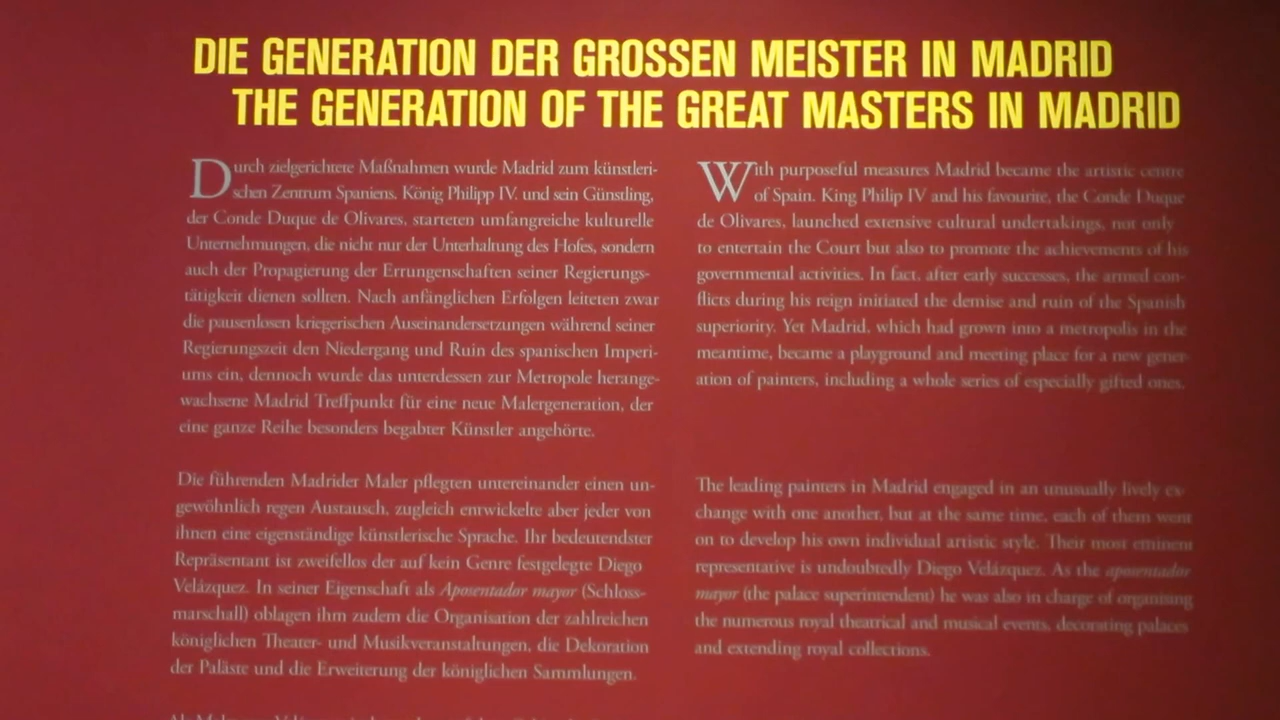 DIE GENERATION DER GROSSEN MEISTER IN MADRID
THE GENERATION OF THE GREAT MASTERS IN MADRID
Durch zielgerichtete Maßnahmen wurde Madrid zum künstleri-
schen Zentrum Spaniens. König Philipp IV. und sein Günstling,
der Conde Duque de Olivares, starteten umfangreiche kulturelle
Unternehmungen, die nicht nur der Unterhaltung des Hofes, sondern
auch der Propagierung der Errungenschaften seiner Regierungs-
tätigkeit dienen sollten. Nach anfänglichen Erfolgen leiteten zwar
die pausenlosen kriegerischen Auseinandersetzungen während seiner
Regierungszeit den Niedergang und Ruin des spanischen Imperi-
ums ein, dennoch wurde das unterdessen zur Metropole herange-
wachsene Madrid Treffpunkt für eine neue Malergeneration, der
eine ganze Reihe besonders begabter Künstler angehörte.
Die führenden Madrider Maler pflegten untereinander einen un-
gewöhnlich regen Austausch, zugleich entwickelte aber jeder von
ihnen eine eigenständige künstlerische Sprache. Ihr bedeutendster
Repräsentant ist zweifellos der auf kein Genre festgelegte Diego
Velázquez. In seiner Eigenschaft als Aposentador mayor (Schloss-
marschall) oblagen ihm zudem die Organisation der zahlreichen
königlichen Theater- und Musikveranstaltungen, die Dekoration
der Paläste und die Erweiterung der königlichen Sammlungen.
With purposeful measures Madrid became the artistic centre
of Spain. King Philip IV and his favourite, the Conde Duque
de Olivares, launched extensive cultural undertakings, not only
to entertain the Court but also to promote the achievements of his
governmental activities. In fact, after early successes, the armed con-
flicts during his reign initiated the demise and ruin of the Spanish
superiority. Yet Madrid, which had grown into a metropolis in the
meantime, became a playground and meeting place for a new gener-
ation of painters, including a whole series of especially gifted ones.
The leading painters in Madrid engaged in an unusually lively ex-
change with one another, but at the same time, each of them went
on to develop his own individual artistic style. Their most eminent
representative is undoubtedly Diego Velázquez. As the aposentador
mayor (the palace superintendent) he was also in charge of organising
the numerous royal theatrical and musical events, decorating palaces
and extending royal collections.